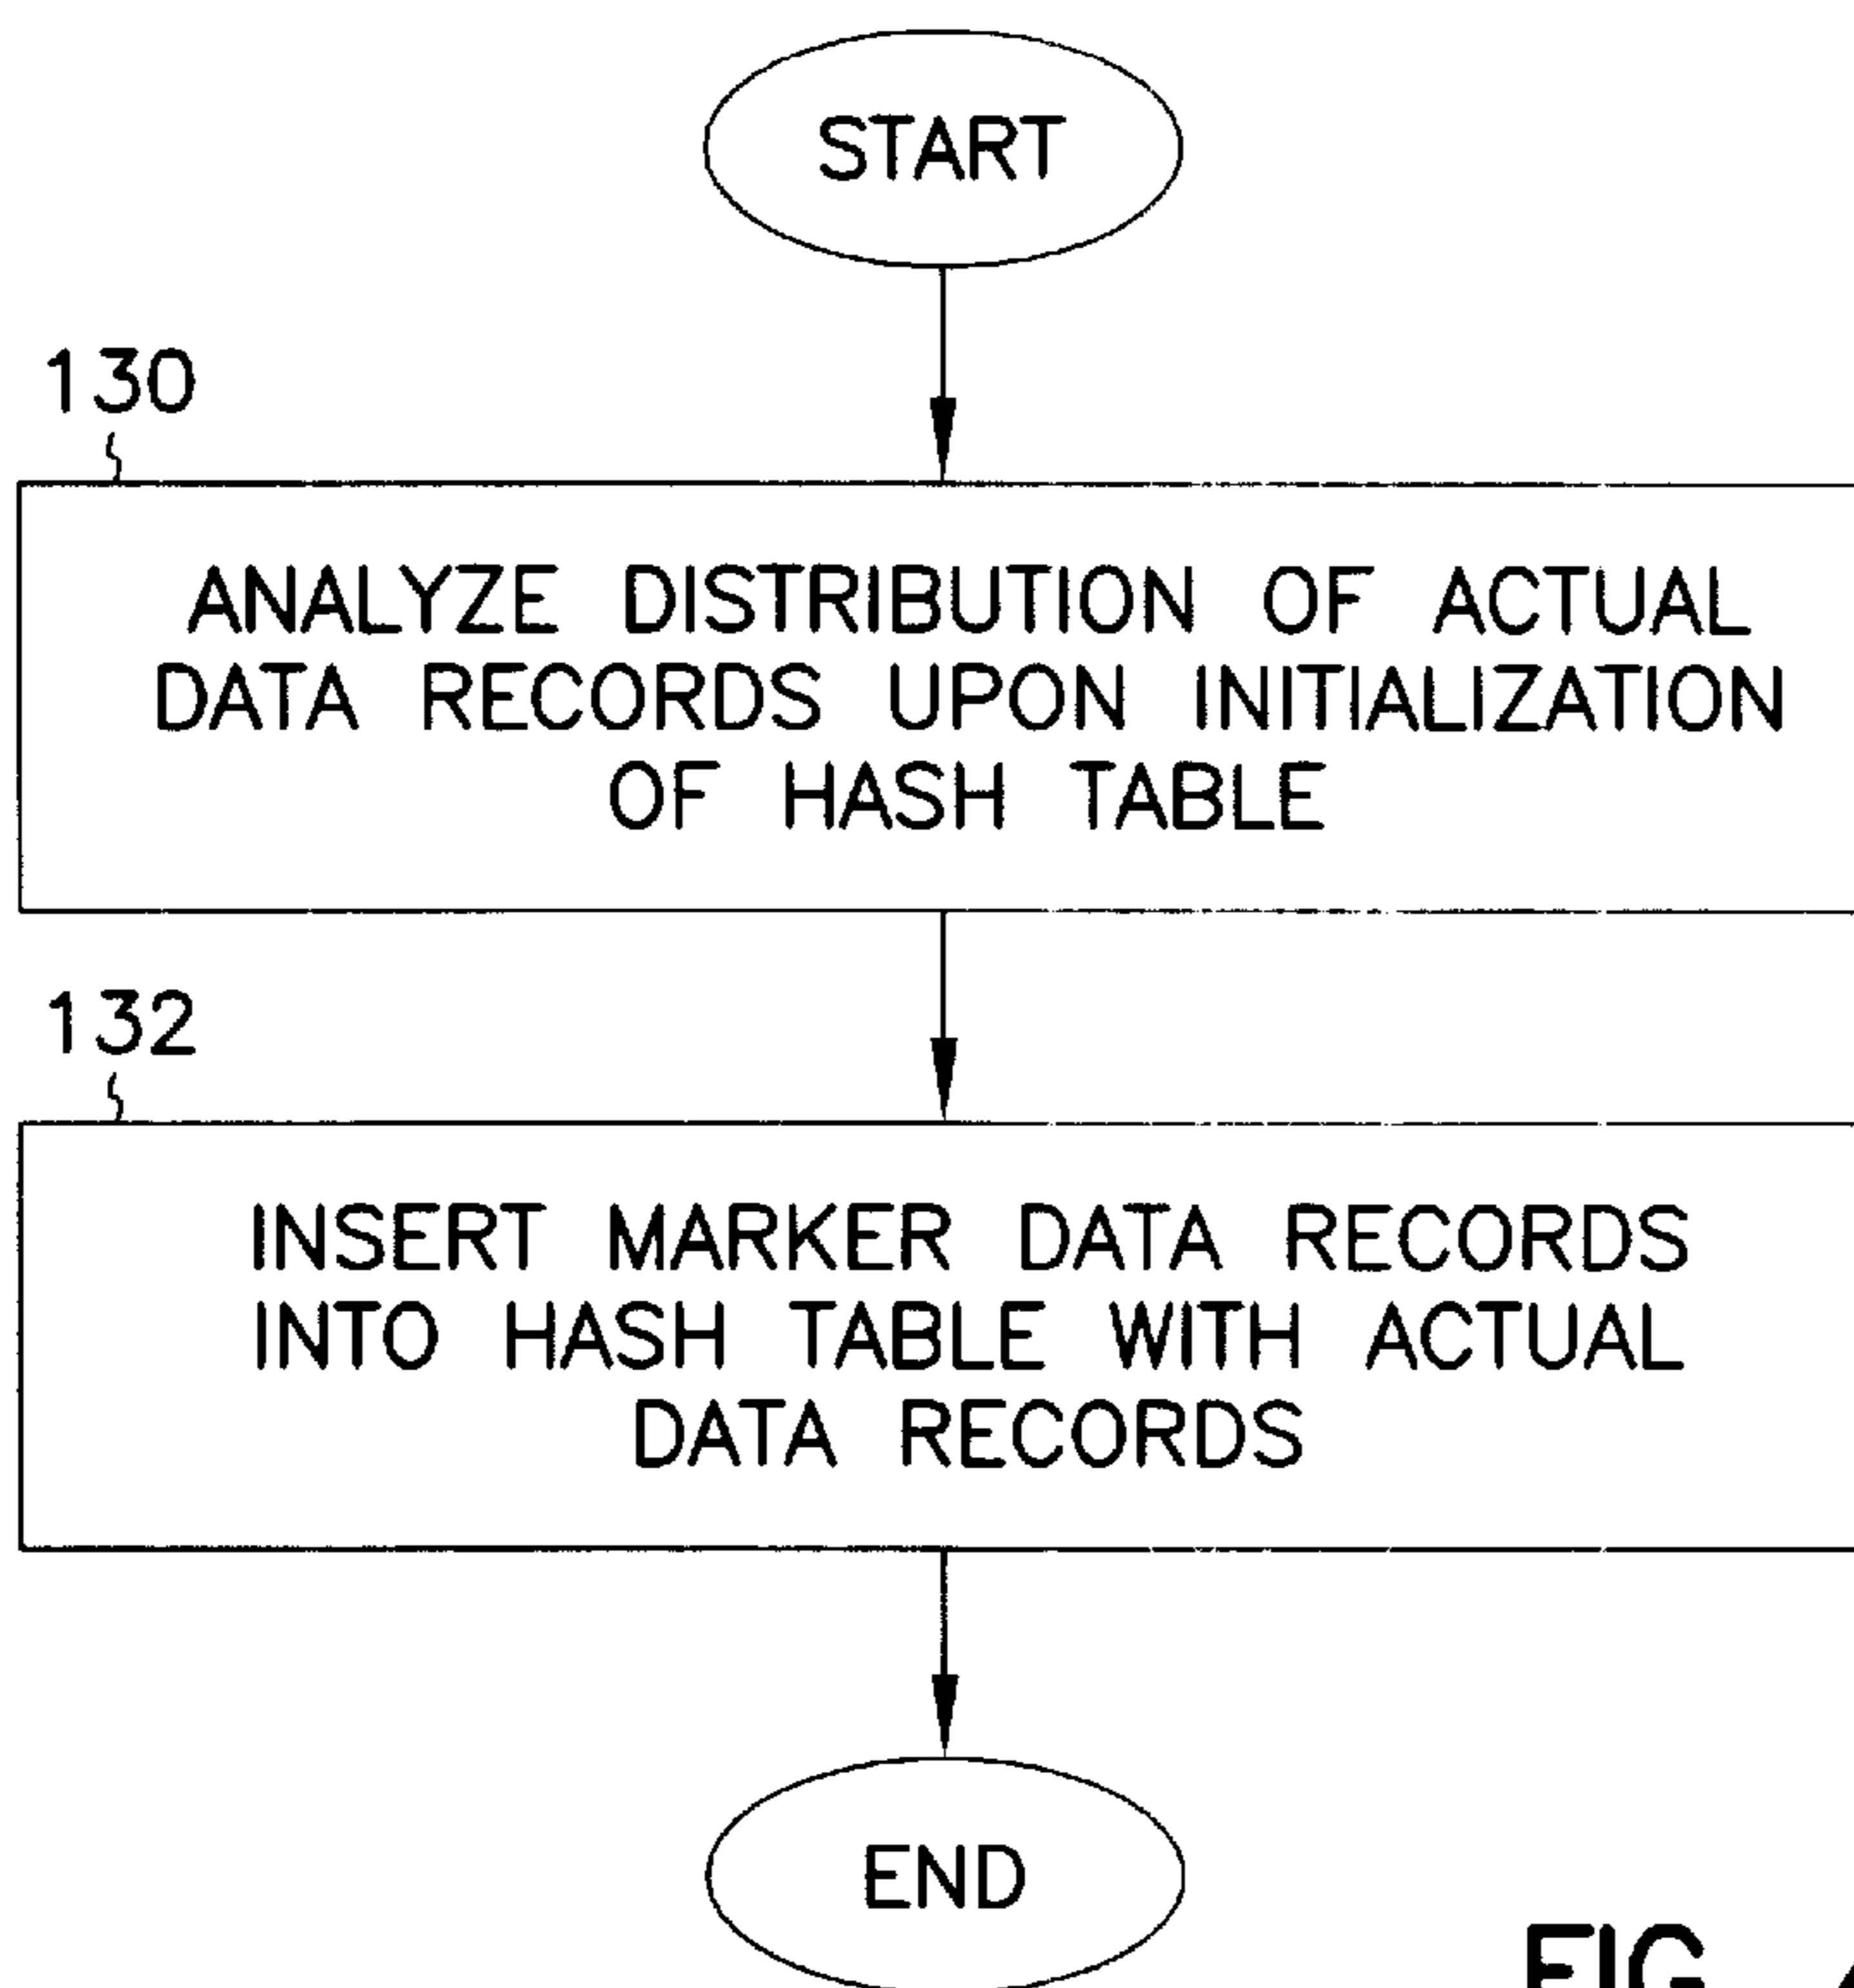 START
130
ANALYZE DISTRIBUTION OF ACTUAL
DATA RECORDS UPON INITIALIZATION
OF HASH TABLE
132
INSERT MARKER DATA RECORDS
INTO HASH TABLE WITH ACTUAL
DATA RECORDS
END
FIG